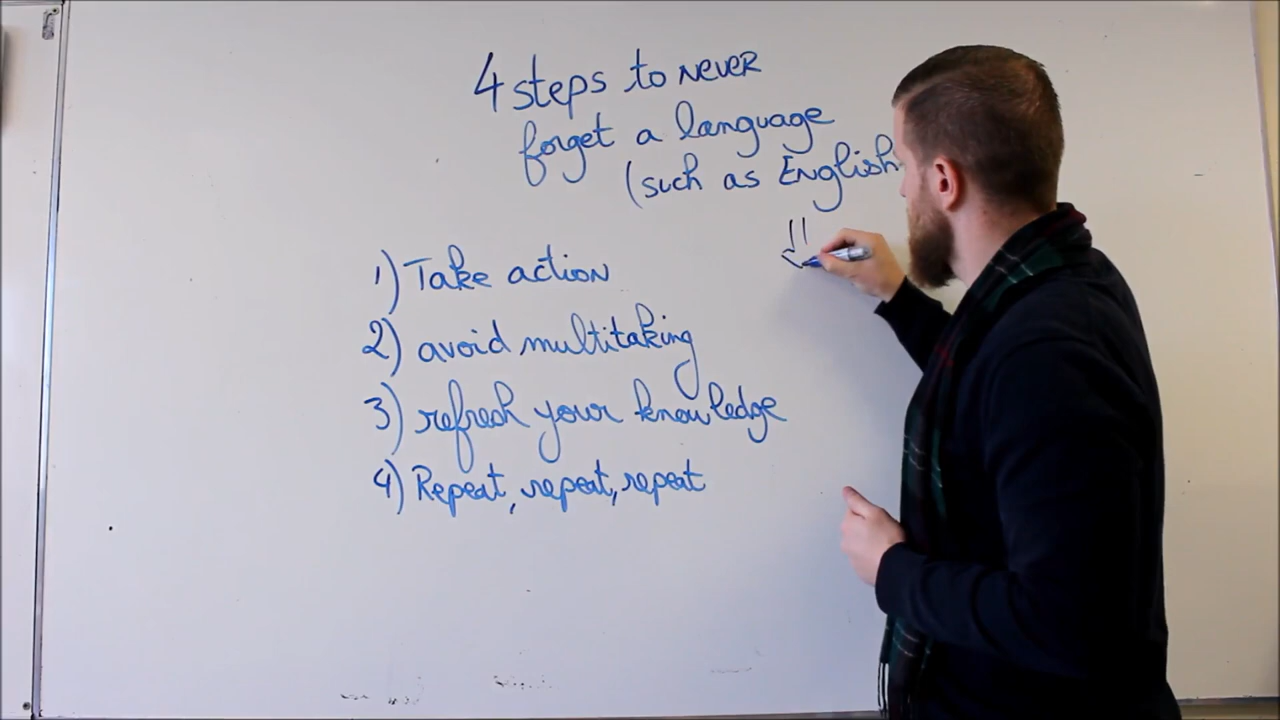 4 steps to never
forget a language
(such as English
1) Take action
2) avoid multitaking
3) refresh your knowledge
4) Repeat, repeat, repeat